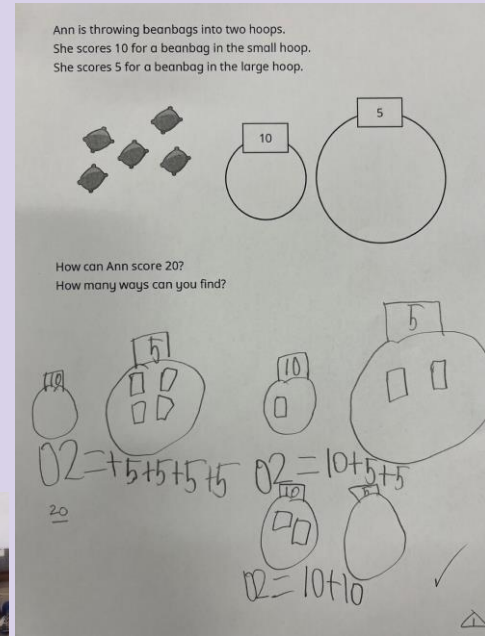 Ann is throwing beanbags into two hoops.
She scores 10 for a beanbag in the small hoop.
She scores 5 for a beanbag in the large hoop.
10
5
How can Ann score 20?
How many ways can you find?
10
5
10
5
02=+5+5+5+5
02=10+5+5
20
10
5
02=10+10